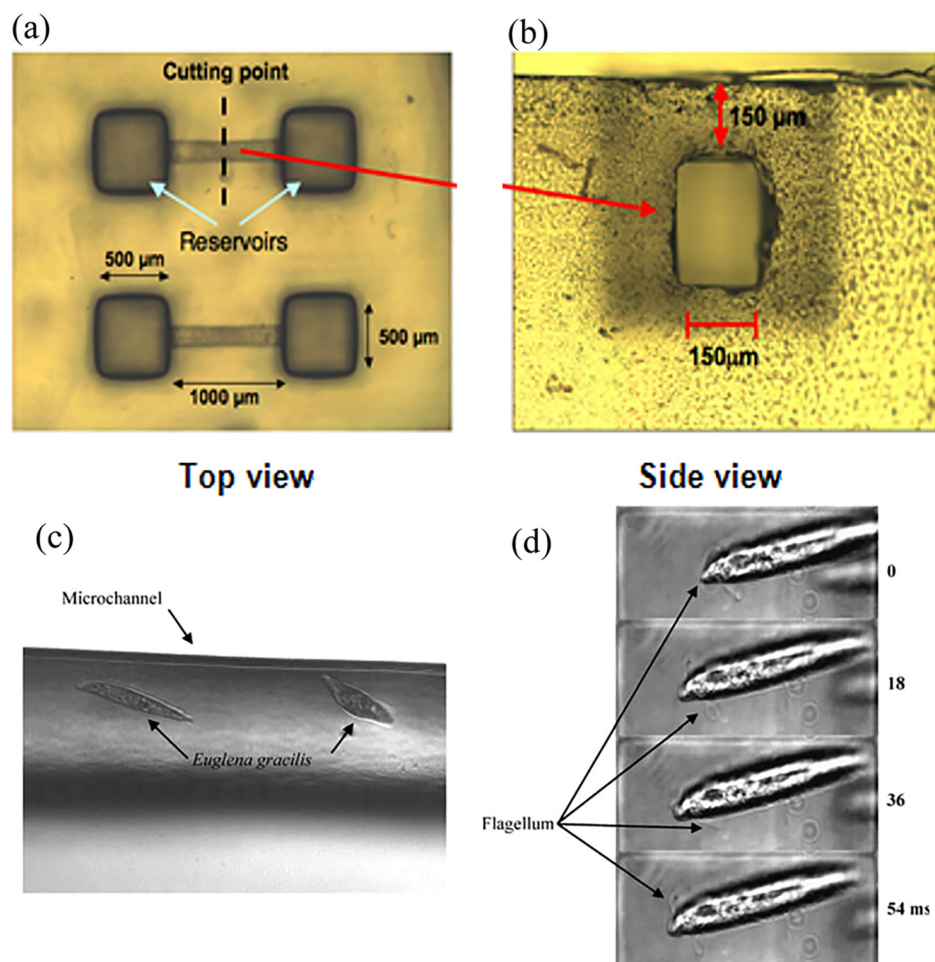 (a)
Cutting point
Reservoirs
500 µm
500 µm
1000 µm
Top view
(b)
150 µm
150µm
Side view
(c)
Microchannel
Euglena gracilis
(d)
0
18
36
54 ms
Flagellum